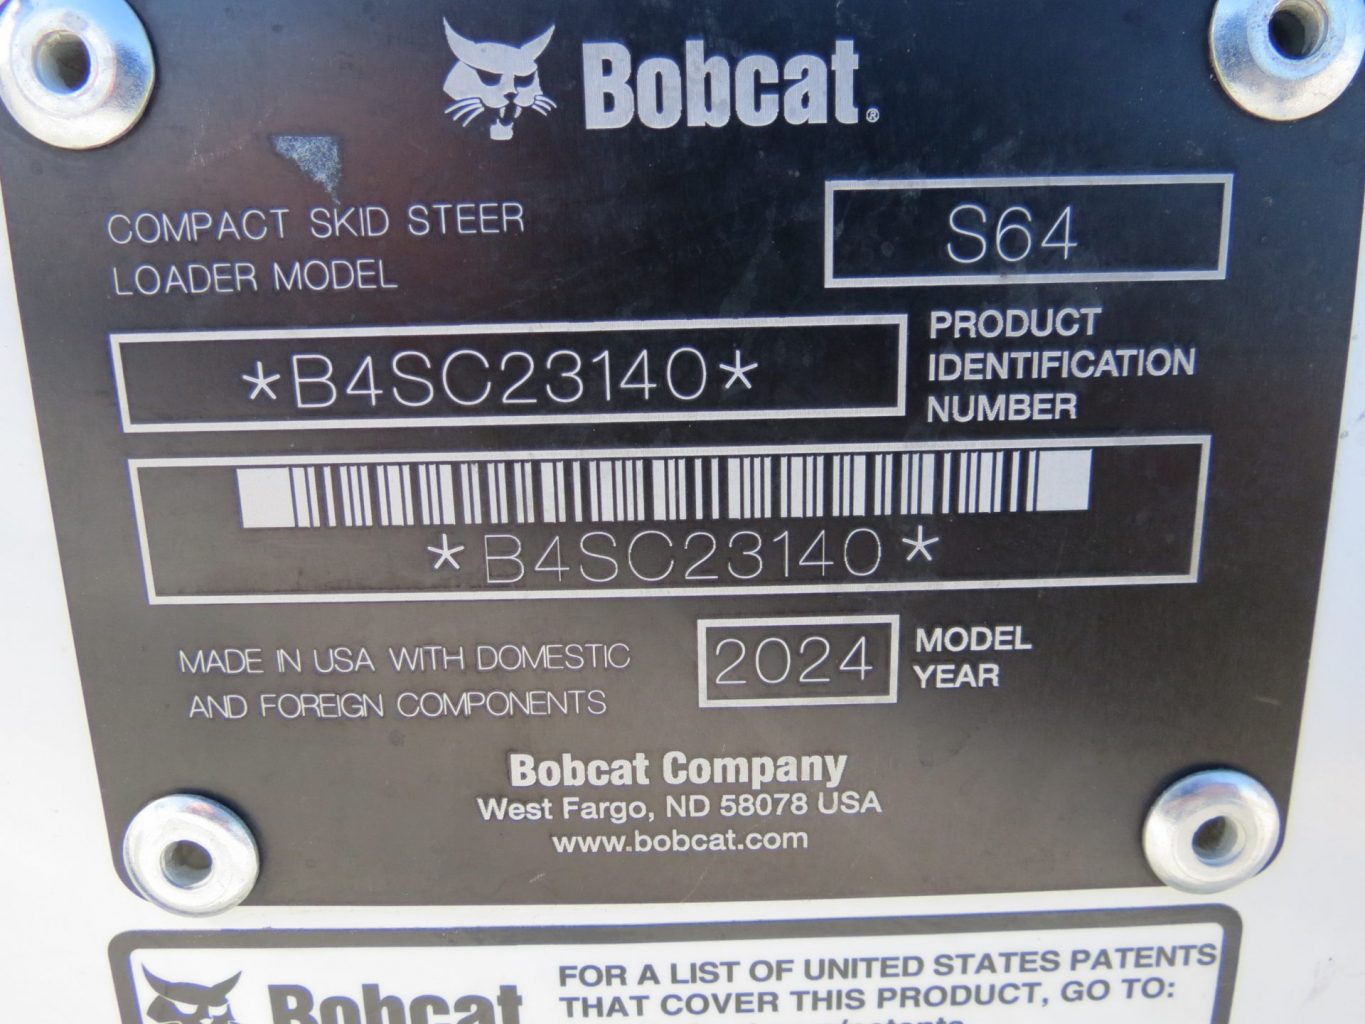 Bobcat®
COMPACT SKID STEER
LOADER MODEL
S64
*B4SC23140*
PRODUCT
IDENTIFICATION
NUMBER
*B4SC23140*
MADE IN USA WITH DOMESTIC
AND FOREIGN COMPONENTS
2024
MODEL
YEAR
Bobcat Company
West Fargo, ND 58078 USA
www.bobcat.com
Bobcat
FOR A LIST OF UNITED STATES PATENTS
THAT COVER THIS PRODUCT, GO TO: